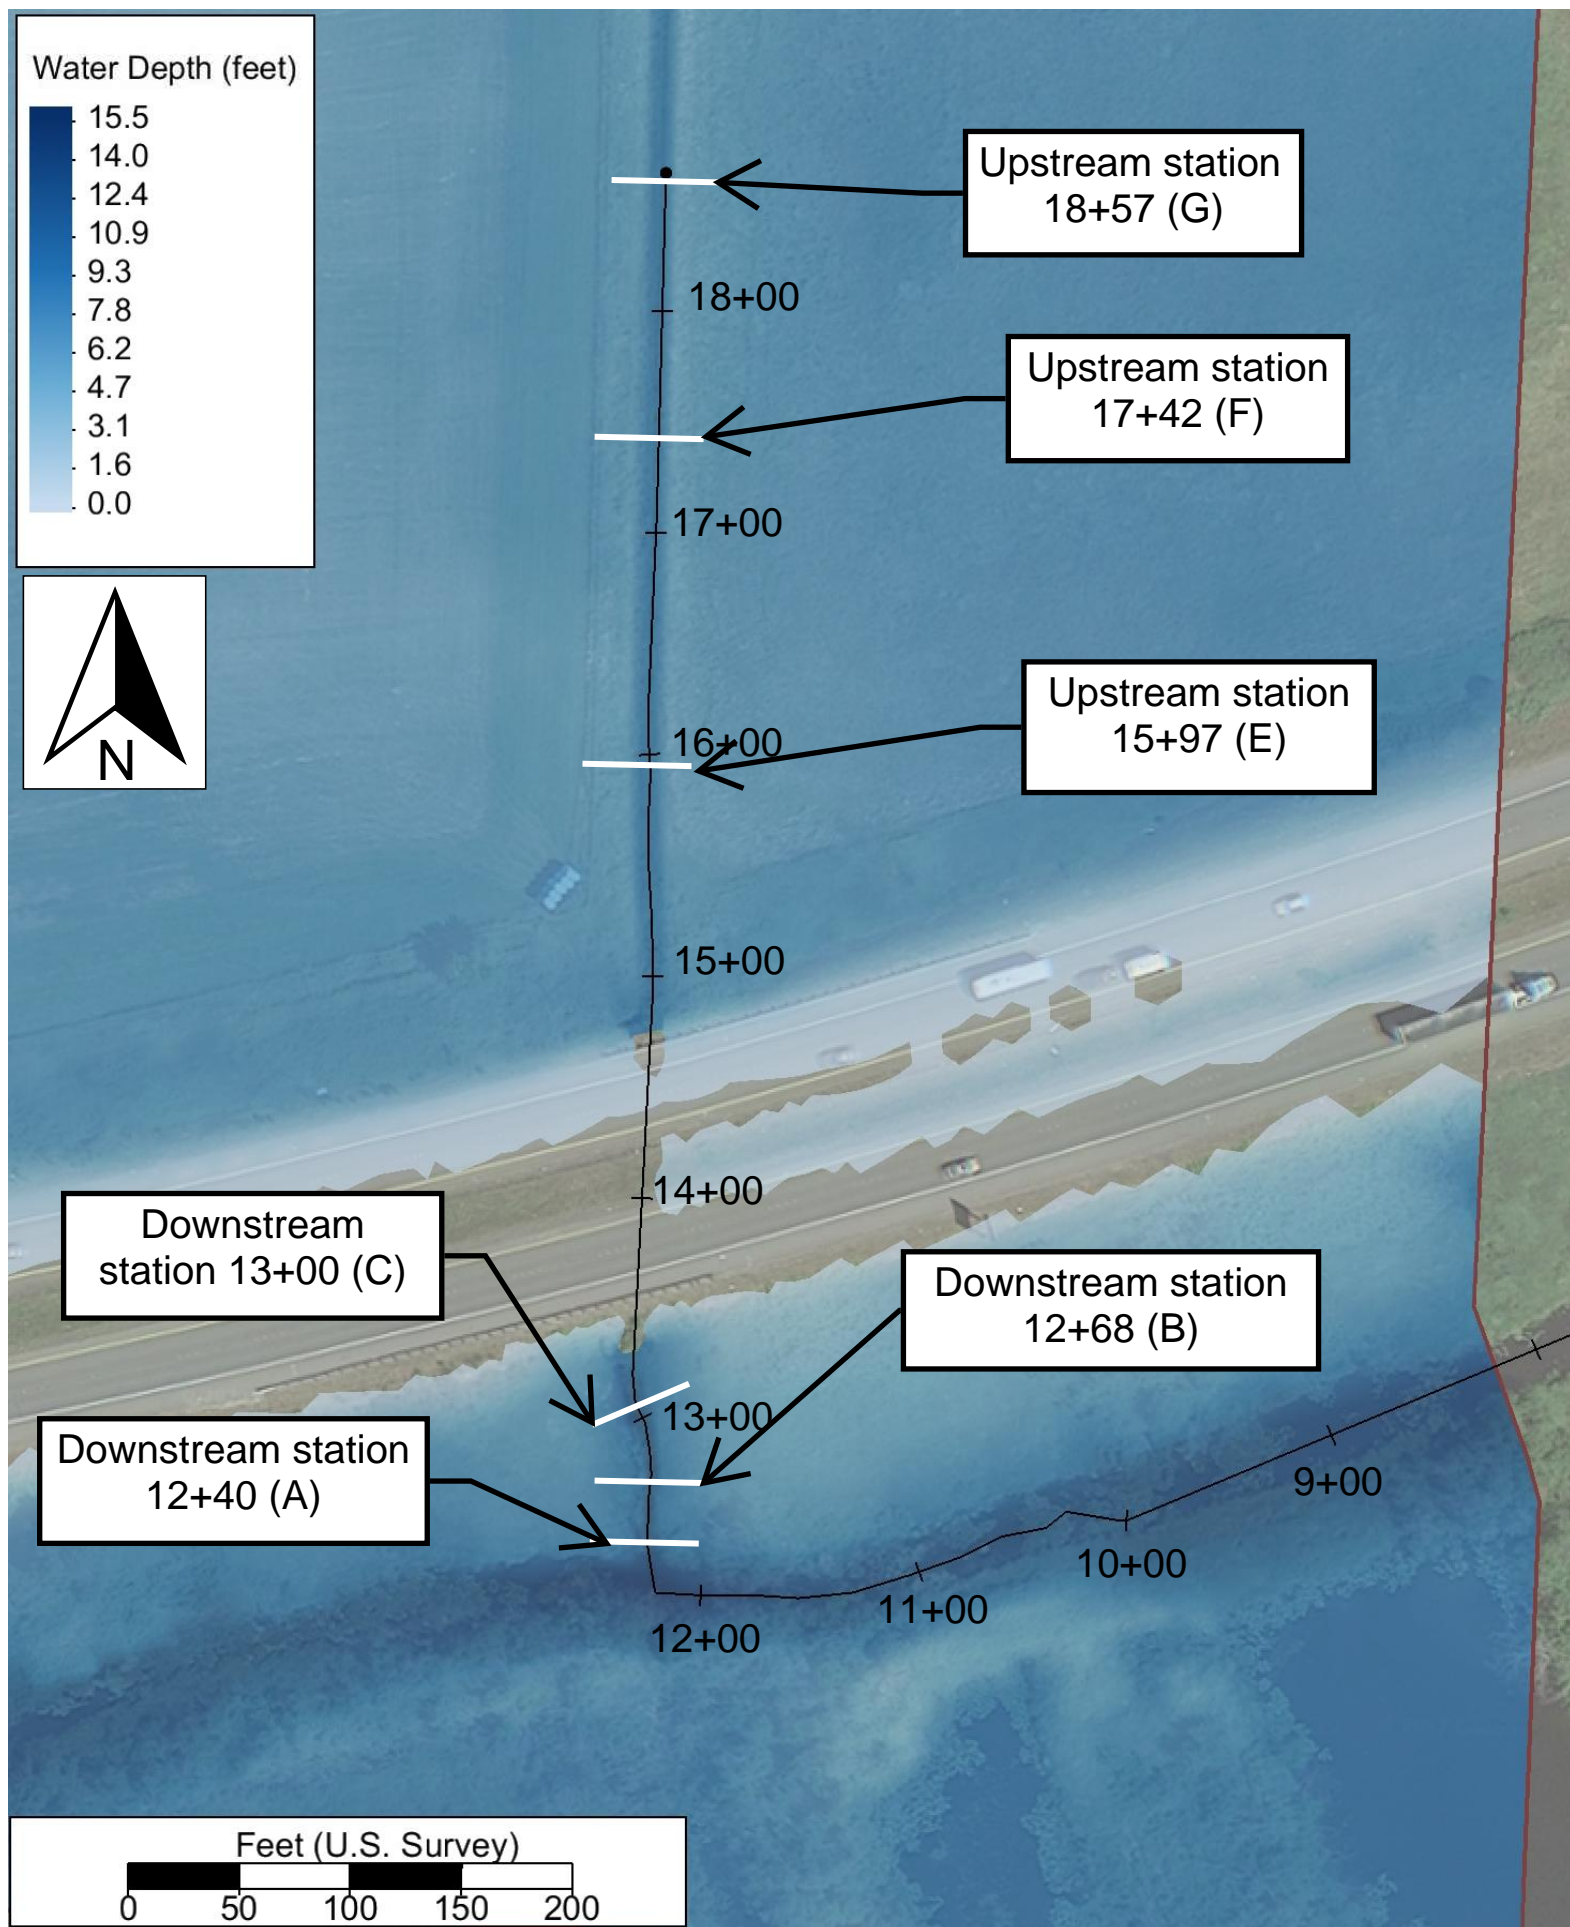 Water Depth (feet)
15.5
14.0
12.4
10.9
9.3
7.8
6.2
4.7
3.1
1.6
0.0
N
Upstream station
18+57 (G)
18+00
Upstream station
17+42 (F)
17+00
Upstream station
15+97 (E)
16+00
15+00
14+00
Downstream
station 13+00 (C)
Downstream station
12+68 (B)
13+00
Downstream station
12+40 (A)
9+00
10+00
11+00
12+00
Feet (U.S. Survey)
0 50 100 150 200